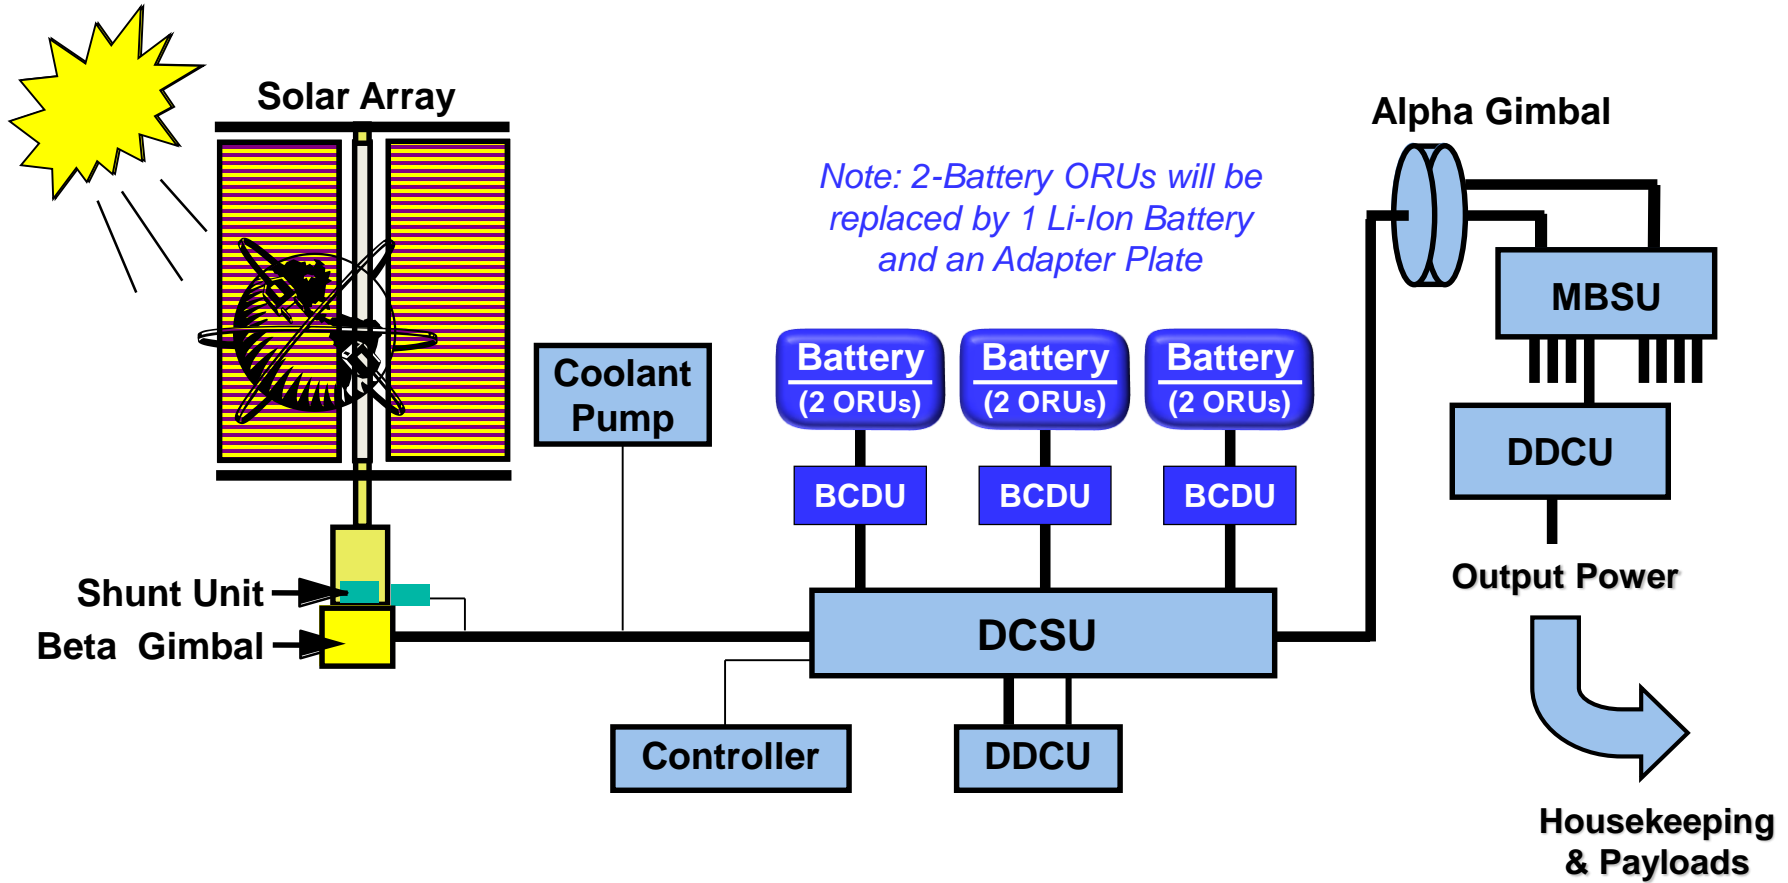 Solar Array
Alpha Gimbal
Note: 2-Battery ORUs will be
replaced by 1 Li-Ion Battery
and an Adapter Plate
MBSU
Coolant
Pump
Battery
(2 ORUs)
Battery
(2 ORUs)
Battery
(2 ORUs)
DDCU
BCDU
BCDU
BCDU
Output Power
Shunt Unit
Beta  Gimbal
DCSU
Controller
DDCU
Housekeeping
& Payloads